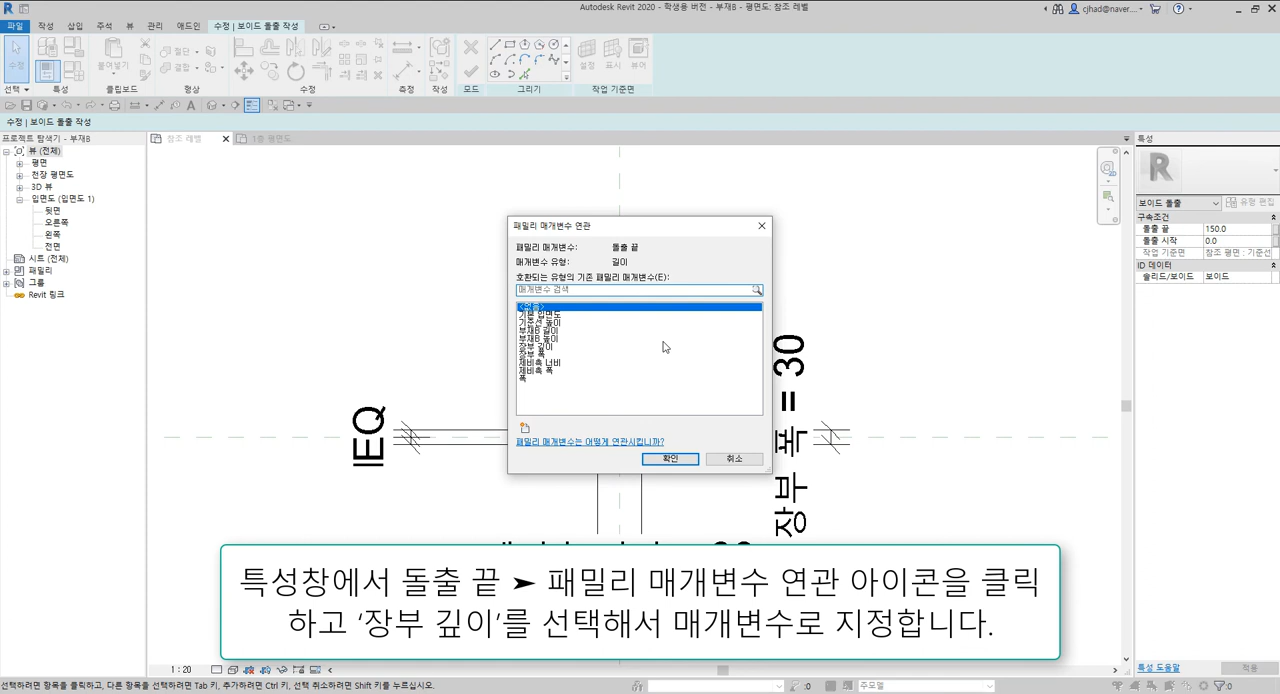 Autodesk Revit 2020 - 학생용 버전 - 평면도: 참조 레벨
cjhad@naver....
파일 작성 삽입 주석 뷰 관리 애드인 수정 | 보이드 돌출 작성
수정
붙여넣기
절단
결합
설정 표시 뷰어
선택 특성 클립보드 형상 수정 측정 작성 모드 그리기 작업 기준면
수정 | 보이드 돌출 작성
프로젝트 탐색기 - 부재B
뷰 (전체)
평면
천장 평면도
3D 뷰
입면도 (입면도 1)
뒷면
오른쪽
왼쪽
전면
시트 (전체)
패밀리
그룹
Revit 링크
참조 레벨
1층 평면도
IEQ
장부 폭 = 30
패밀리 매개변수 연관
패밀리 매개변수: 돌출 끝
매개변수 유형: 길이
호환되는 유형의 기존 패밀리 매개변수(E):
매개변수 검색
<없음>
기본 입면도
기준선 높이
부재B 길이
부재B 높이
장부 깊이
장부 폭
제비촉 너비
제비촉 폭
폭
패밀리 매개변수는 어떻게 연관시킵니까?
확인 취소
특성
보이드 돌출 유형 편집
구속조건
돌출 끝 150.0
돌출 시작 0.0
작업 기준면 참조 평면 : 기준선
ID 데이터
솔리드/보이드 보이드
특성창에서 돌출 끝 ➤ 패밀리 매개변수 연관 아이콘을 클릭
하고 ‘장부 깊이’를 선택해서 매개변수로 지정합니다.
1 : 20
특성 도움말 적용
선택하려면 항목을 클릭하고, 다른 항목을 선택하려면 Tab 키, 추가하려면 Ctrl 키, 선택 취소하려면 Shift 키를 누르십시오.
:0
주모델
:0